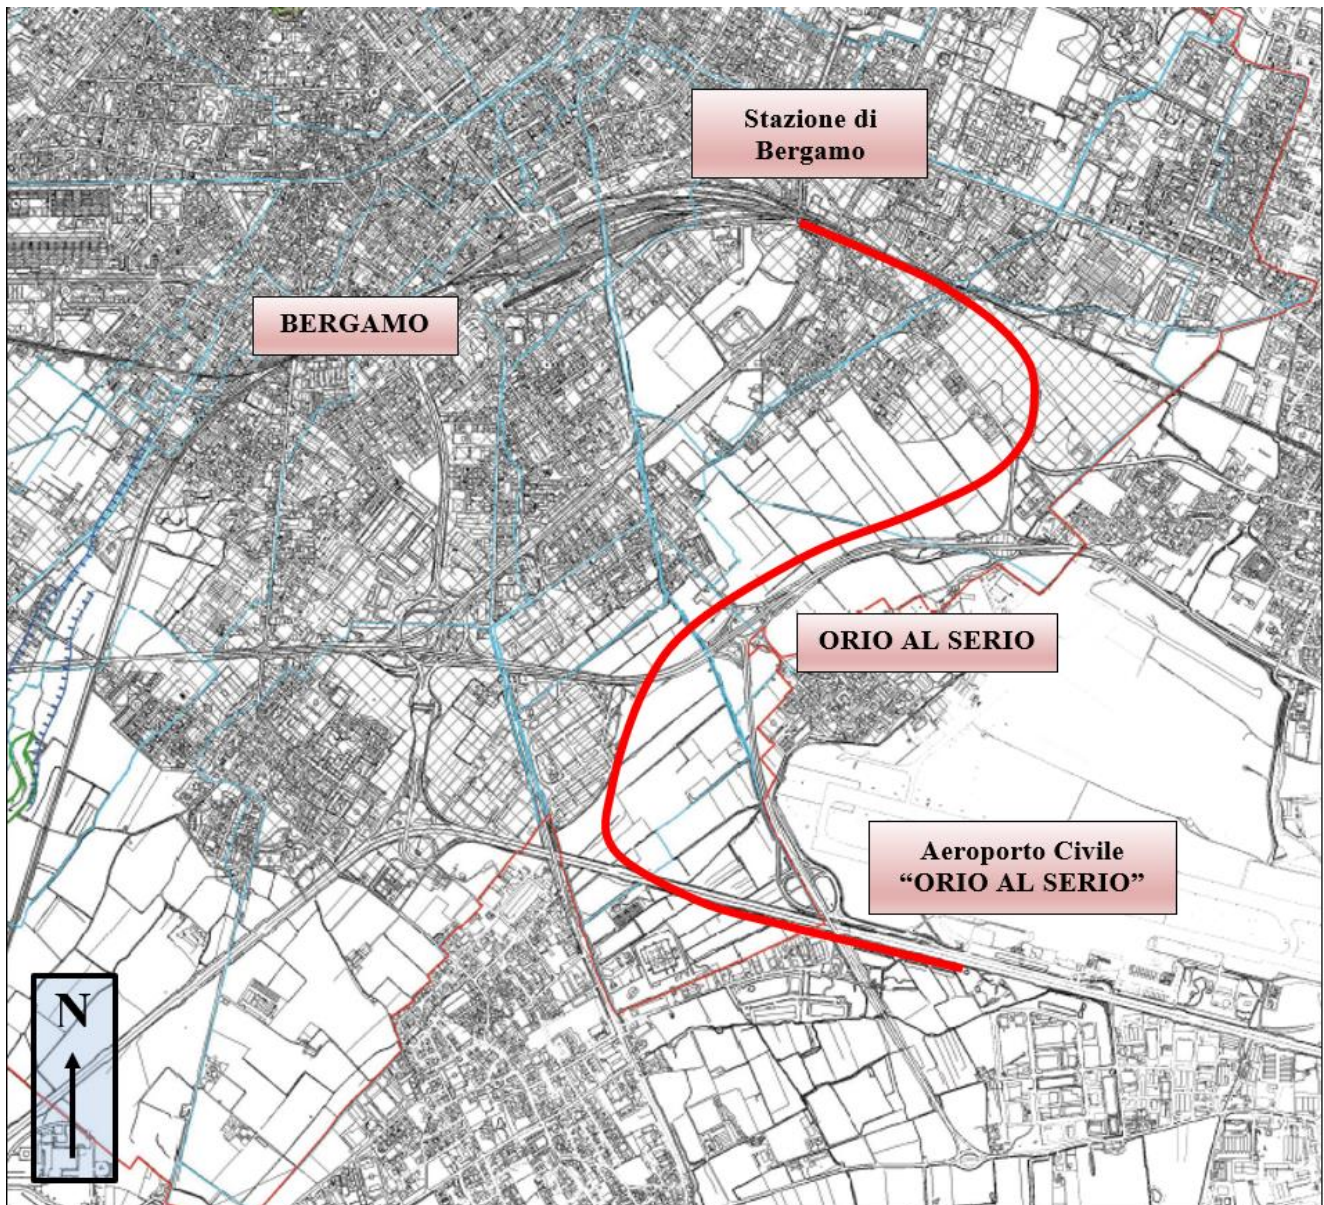 Stazione di
Bergamo
BERGAMO
ORIO AL SERIO
Aeroporto Civile
“ORIO AL SERIO”
N